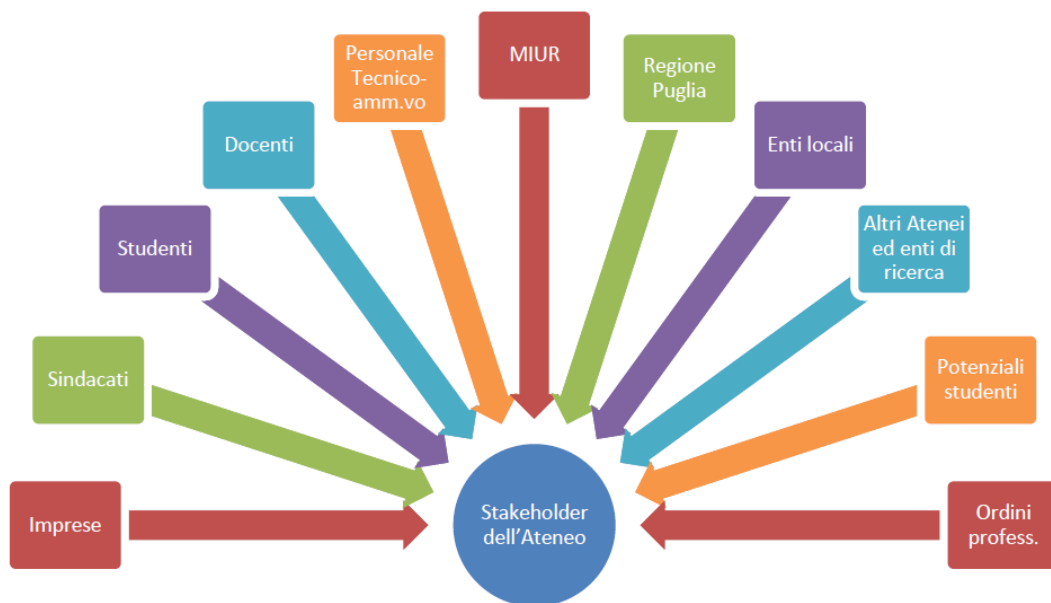 MIUR
Personale
Tecnico-
amm.vo
Regione
Puglia
Docenti
Enti locali
Studenti
Altri Atenei
ed enti di
ricerca
Sindacati
Potenziali
studenti
Imprese
Stakeholder
dell'Ateneo
Ordini
profess.